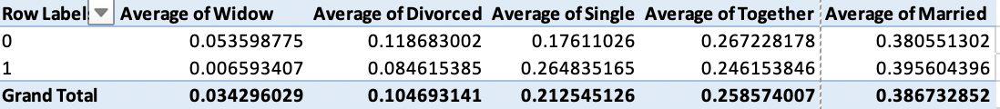 Row Labels Average of Widow Average of Divorced Average of Single Average of Together Average of Married
0 0.053598775 0.118683002 0.17611026 0.267228178 0.380551302
1 0.006593407 0.084615385 0.264835165 0.246153846 0.395604396
Grand Total 0.034296029 0.104693141 0.212545126 0.258574007 0.386732852